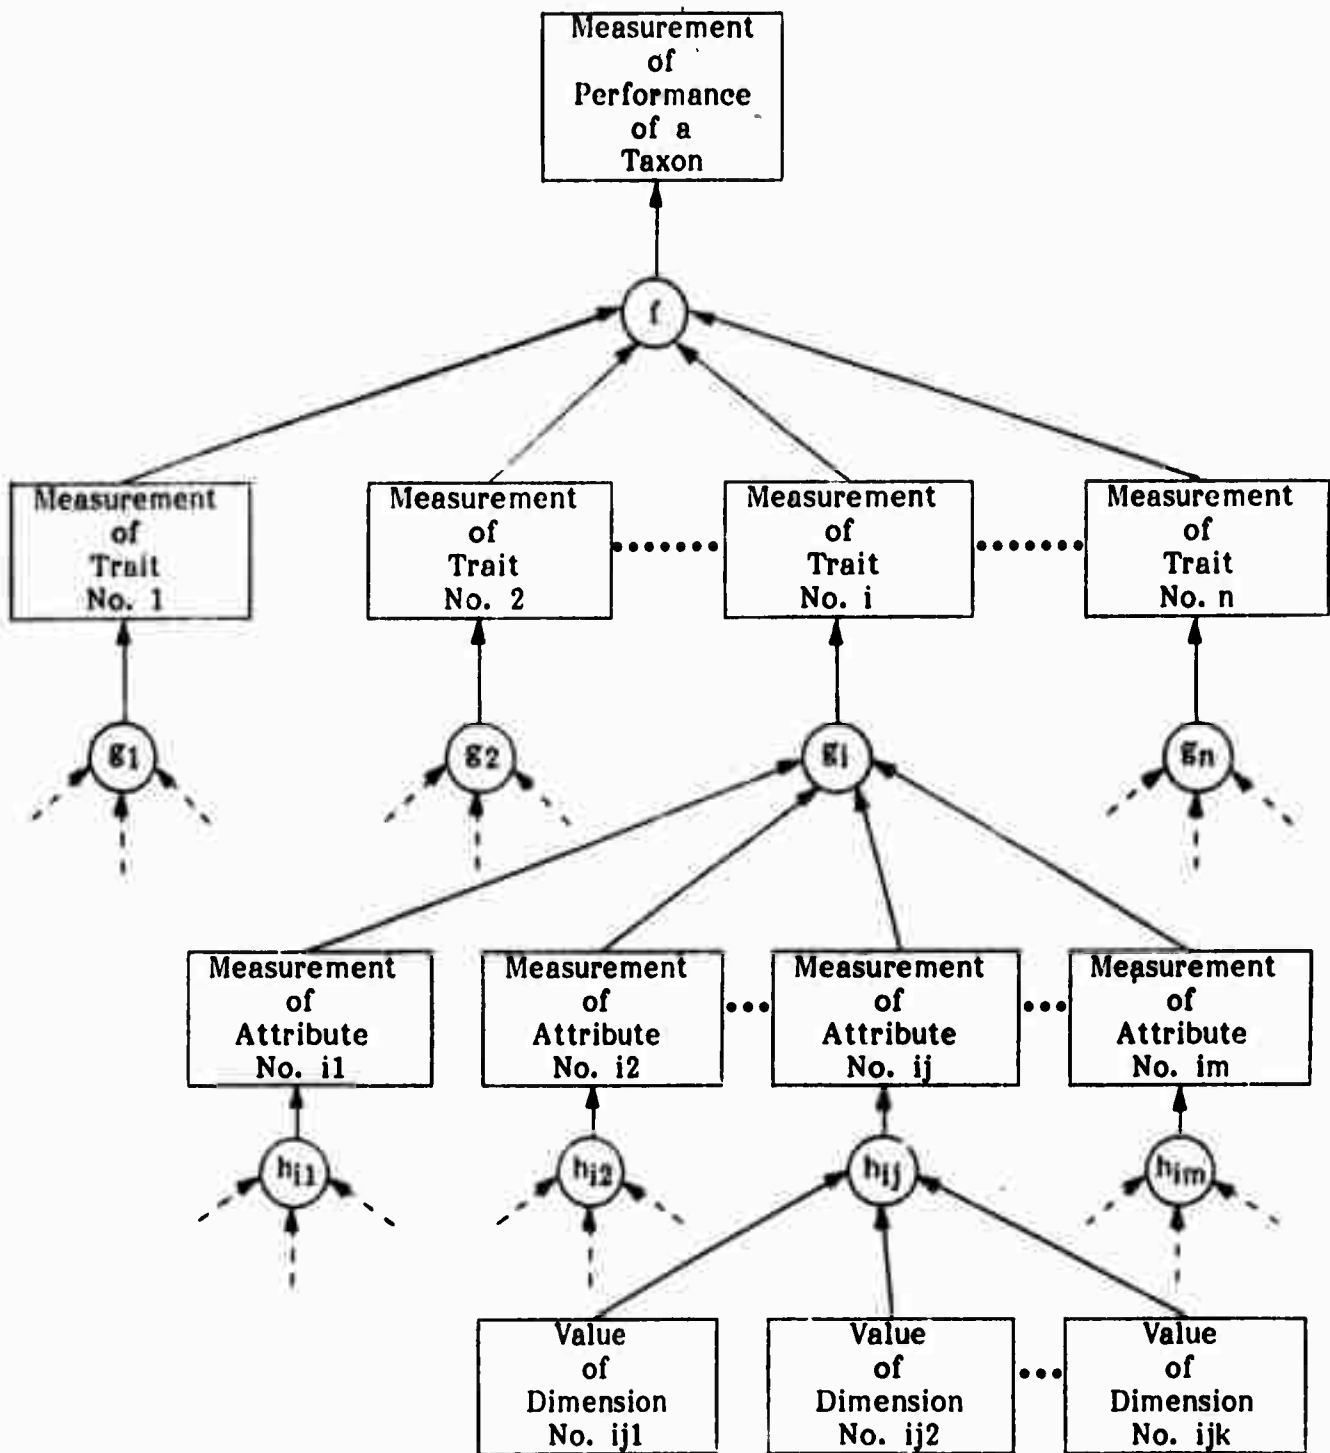 Measurement
of
Performance
of a
Taxon
f
Measurement
of
Trait
No. 1
Measurement
of
Trait
No. 2
Measurement
of
Trait
No. i
Measurement
of
Trait
No. n
g1
g2
gi
gn
Measurement
of
Attribute
No. i1
Measurement
of
Attribute
No. i2
Measurement
of
Attribute
No. ij
Measurement
of
Attribute
No. im
hi1
hi2
hij
him
Value
of
Dimension
No. ij1
Value
of
Dimension
No. ij2
Value
of
Dimension
No. ijk